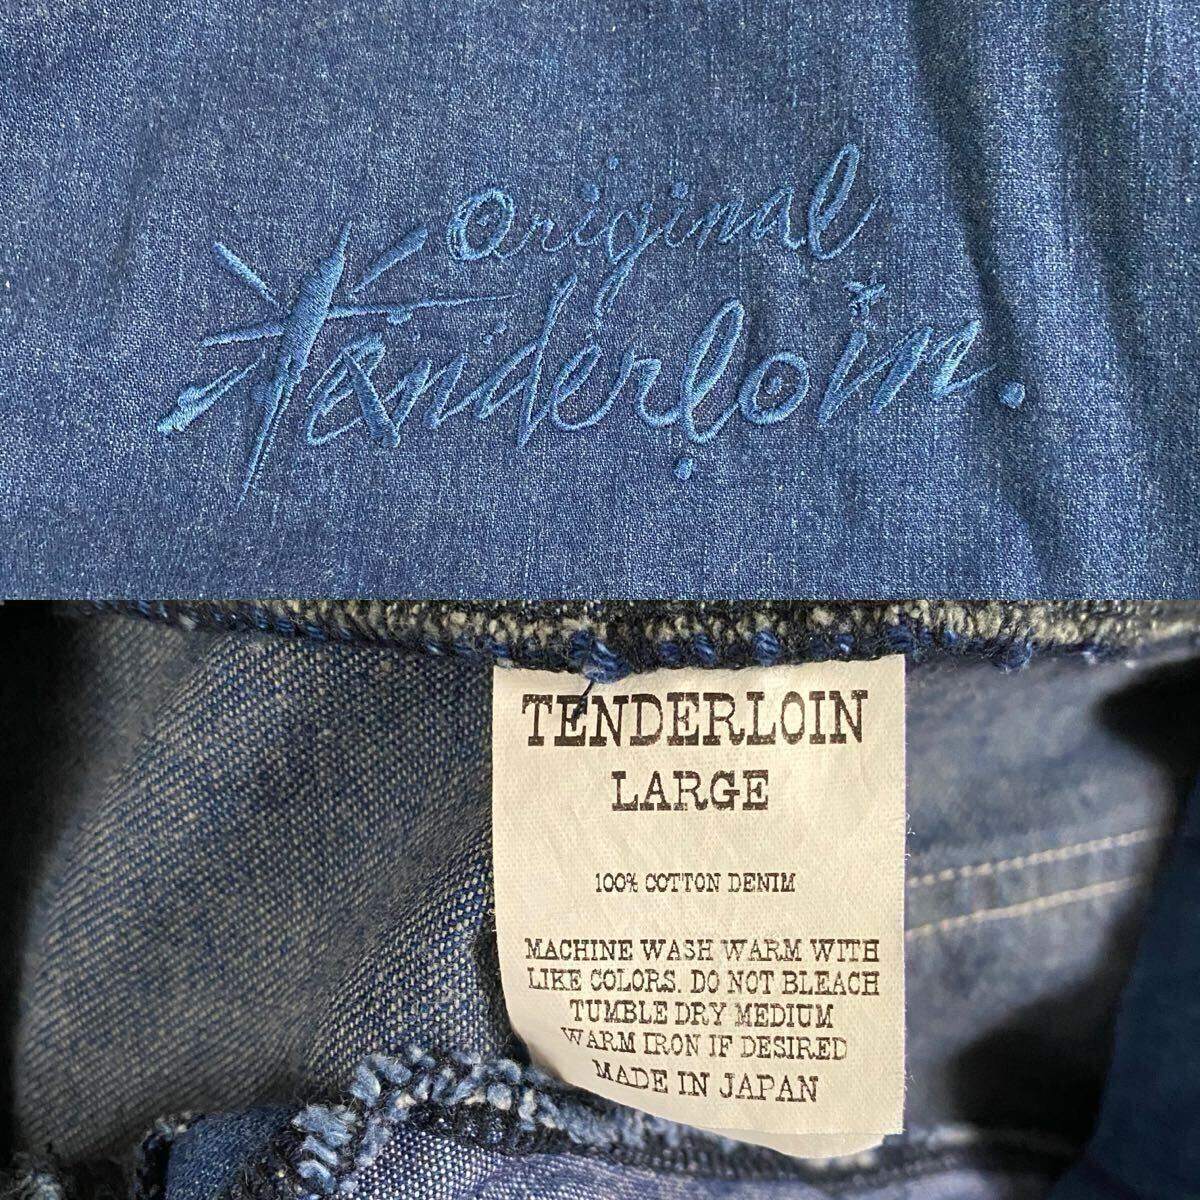 Original
Tenderloin.
TENDERLOIN
LARGE
100% COTTON DENIM
MACHINE WASH WARM WITH
LIKE COLORS. DO NOT BLEACH
TUMBLE DRY MEDIUM
WARM IRON IF DESIRED
MADE IN JAPAN